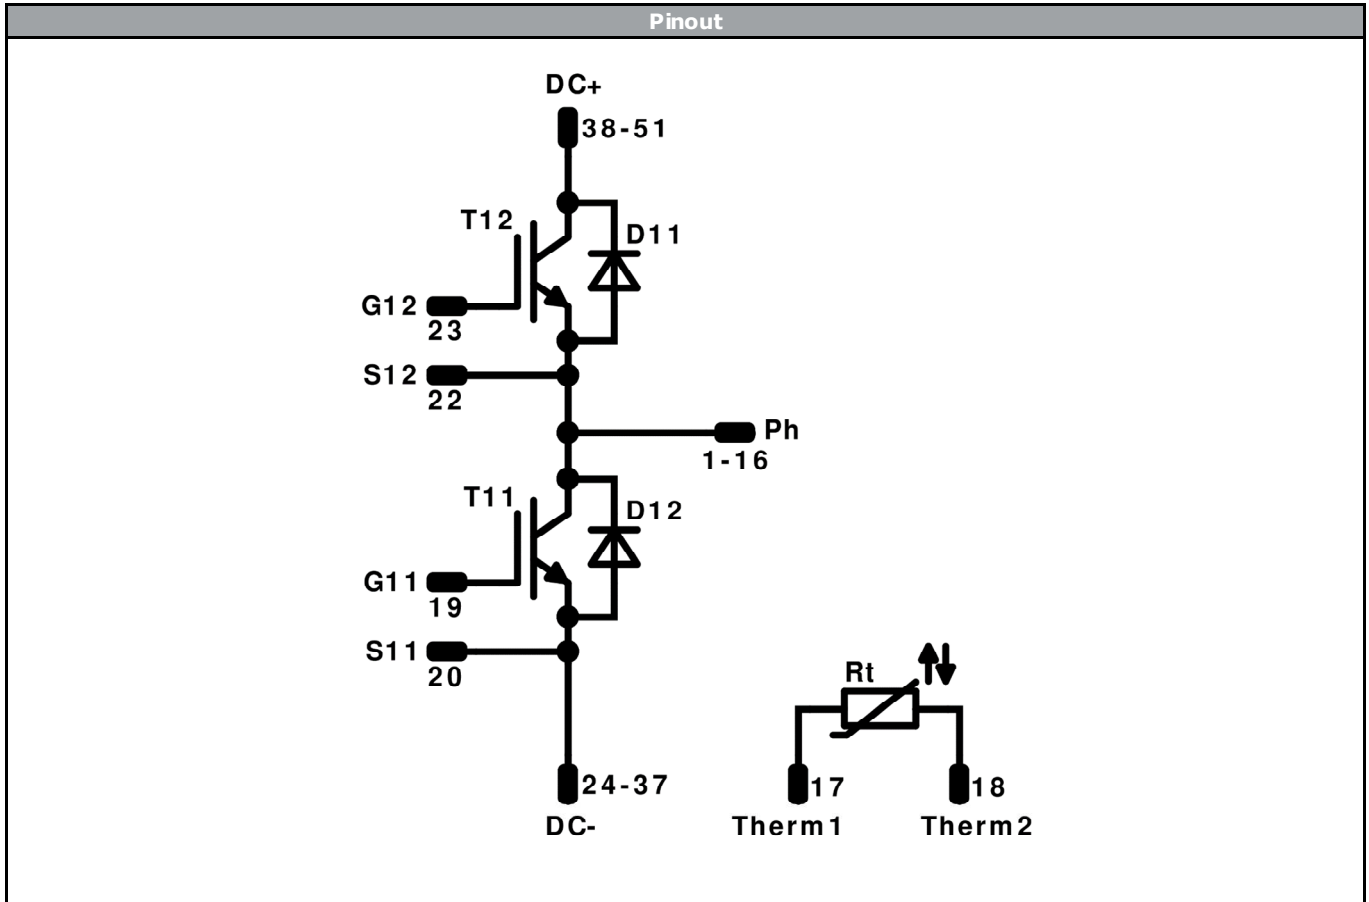 Pinout
DC+
38-51
T12
D11
G12
23
S12
22
Ph
1-16
T11
D12
G11
19
S11
20
Rt
24-37
17
18
DC-
Therm1
Therm2